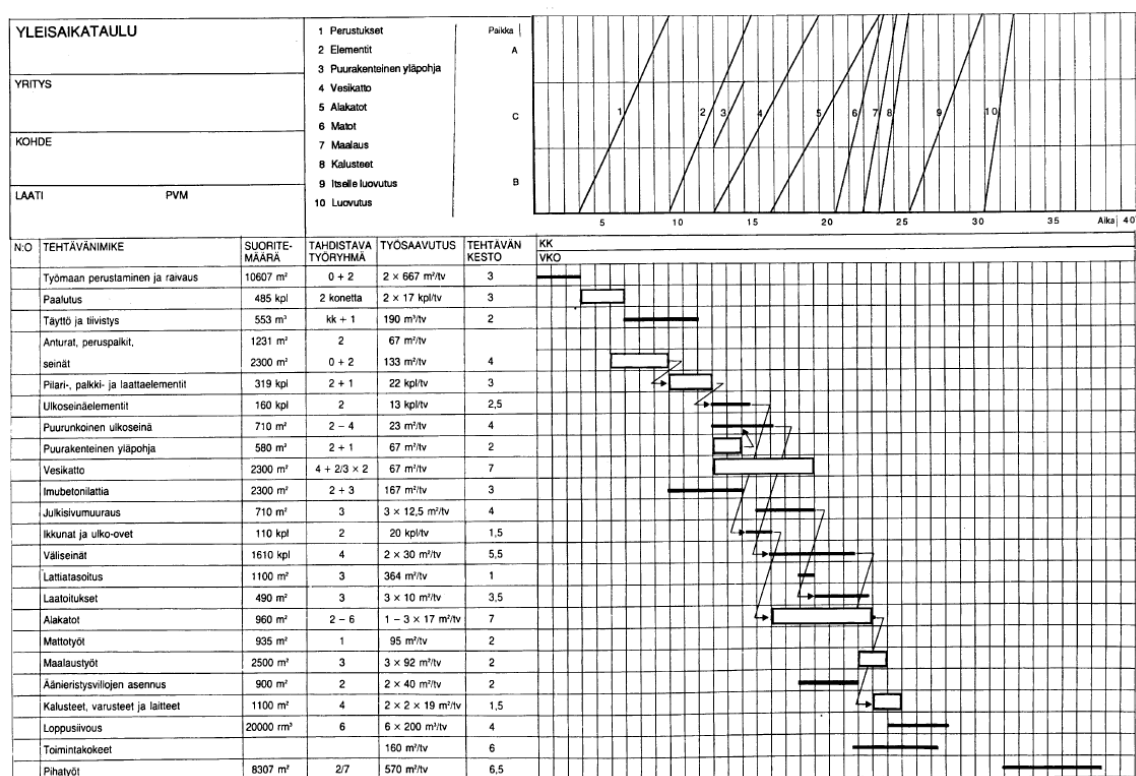 YLEISAIKATAULU
YRITYS
KOHDE
LAATI PVM
1 Perustukset
2 Elementit
3 Puurakenteinen yläpohja
4 Vesikatto
5 Alakatot
6 Matot
7 Maalaus
8 Kalusteet
9 Itselle luovutus
10 Luovutus
Paikka
A
C
B
1 2 3 4 5 6 7 8 9 10
5 10 15 20 25 30 35 Aika 40
N:O TEHTÄVÄNIMIKE SUORITE- TAHDISTAVA TYÖSAAVUTUS TEHTÄVÄN KK
MÄÄRÄ TYÖRYHMÄ KESTO VKO
Työmaan perustaminen ja raivaus 10607 m² 0 + 2 2 × 667 m²/tv 3
Paalutus 485 kpl 2 konetta 2 × 17 kpl/tv 3
Täyttö ja tiivistys 553 m³ kk + 1 190 m³/tv 2
Anturat, peruspalkit, 1231 m² 2 67 m²/tv
seinät 2300 m² 0 + 2 133 m²/tv 4
Pilari-, palkki- ja laattaelementit 319 kpl 2 + 1 22 kpl/tv 3
Ulkoseinäelementit 160 kpl 2 13 kpl/tv 2,5
Puurunkoinen ulkoseinä 710 m² 2 – 4 23 m²/tv 4
Puurakenteinen yläpohja 580 m² 2 + 1 67 m²/tv 2
Vesikatto 2300 m² 4 + 2/3 × 2 67 m²/tv 7
Imubetonilattia 2300 m² 2 + 3 167 m²/tv 3
Julkisivumuuraus 710 m² 3 3 × 12,5 m²/tv 4
Ikkunat ja ulko-ovet 110 kpl 2 20 kpl/tv 1,5
Väliseinät 1610 kpl 4 2 × 30 m²/tv 5,5
Lattiatasoitus 1100 m² 3 364 m²/tv 1
Laatoitukset 490 m² 3 3 × 10 m²/tv 3,5
Alakatot 960 m² 2 – 6 1 – 3 × 17 m²/tv 7
Mattotyöt 935 m² 1 95 m²/tv 2
Maalaustyöt 2500 m² 3 3 × 92 m²/tv 2
Äänieristysvillojen asennus 900 m² 2 2 × 40 m²/tv 2
Kalusteet, varusteet ja laitteet 1100 m² 4 2 × 2 × 19 m²/tv 1,5
Loppusiivous 20000 rm³ 6 6 × 200 m³/tv 4
Toimintakokeet 160 m²/tv 6
Pihatyöt 8307 m² 2/7 570 m²/tv 6,5